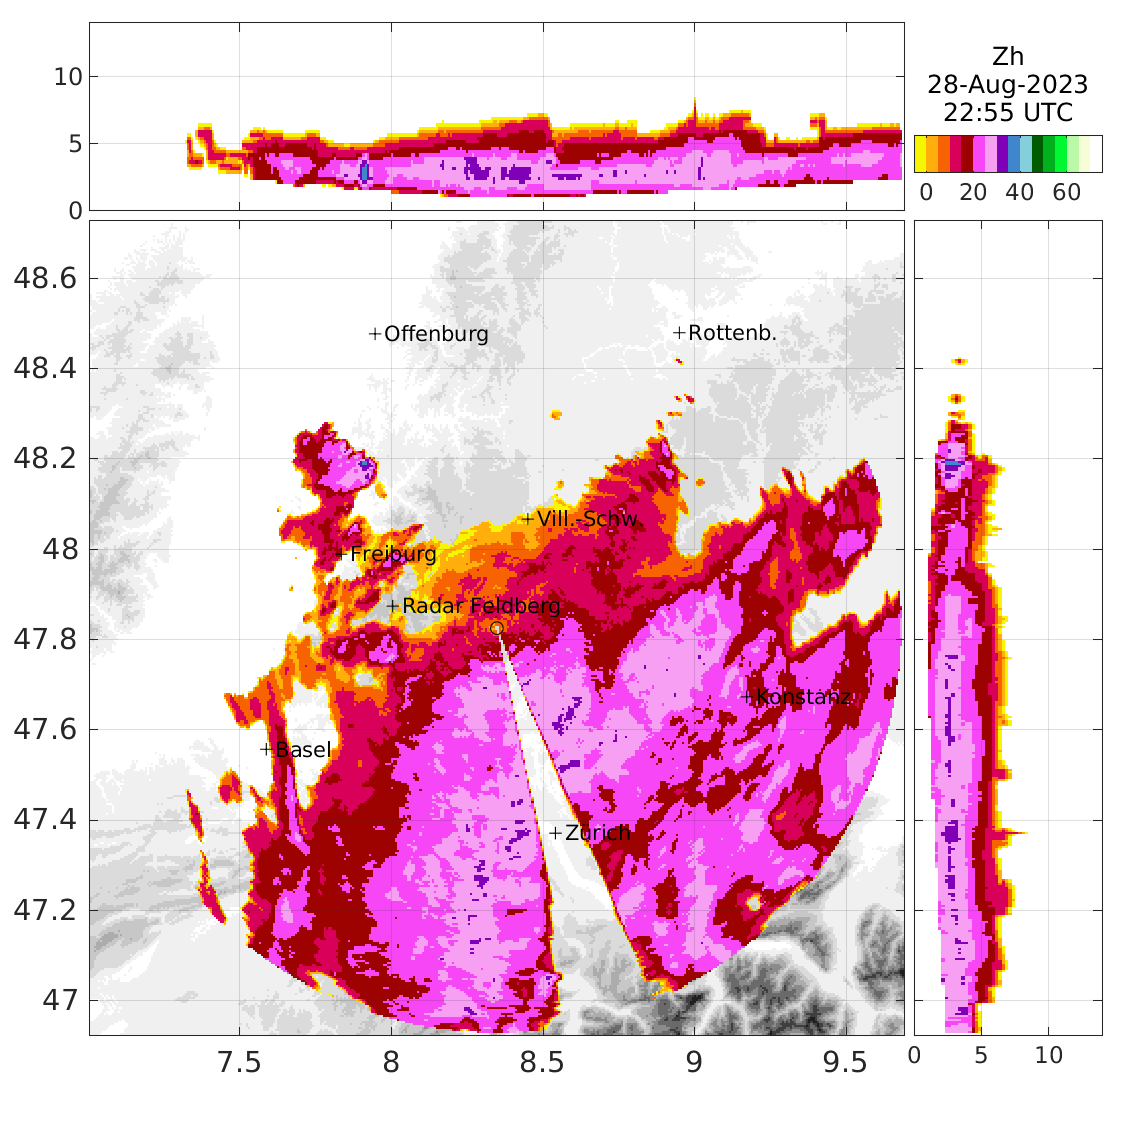 Zh
28-Aug-2023
22:55 UTC
10
5
0
0 20 40 60
48.6
48.4
48.2
48
47.8
47.6
47.4
47.2
47
Offenburg
Rottenb.
Vill.-Schw.
Freiburg
Radar Feldberg
Konstanz
Basel
Zürich
7.5 8 8.5 9 9.5
0 5 10